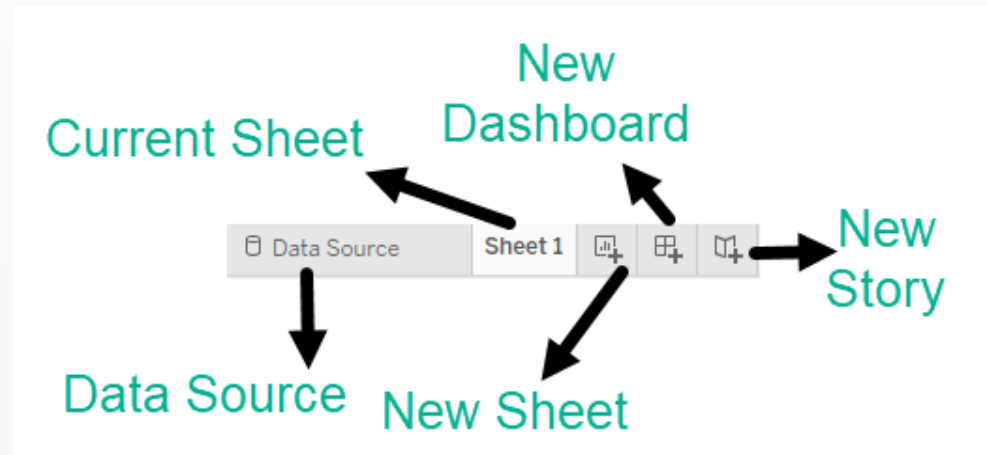 New
Dashboard
Current Sheet
Data Source
Sheet 1
New
Story
Data Source
New Sheet